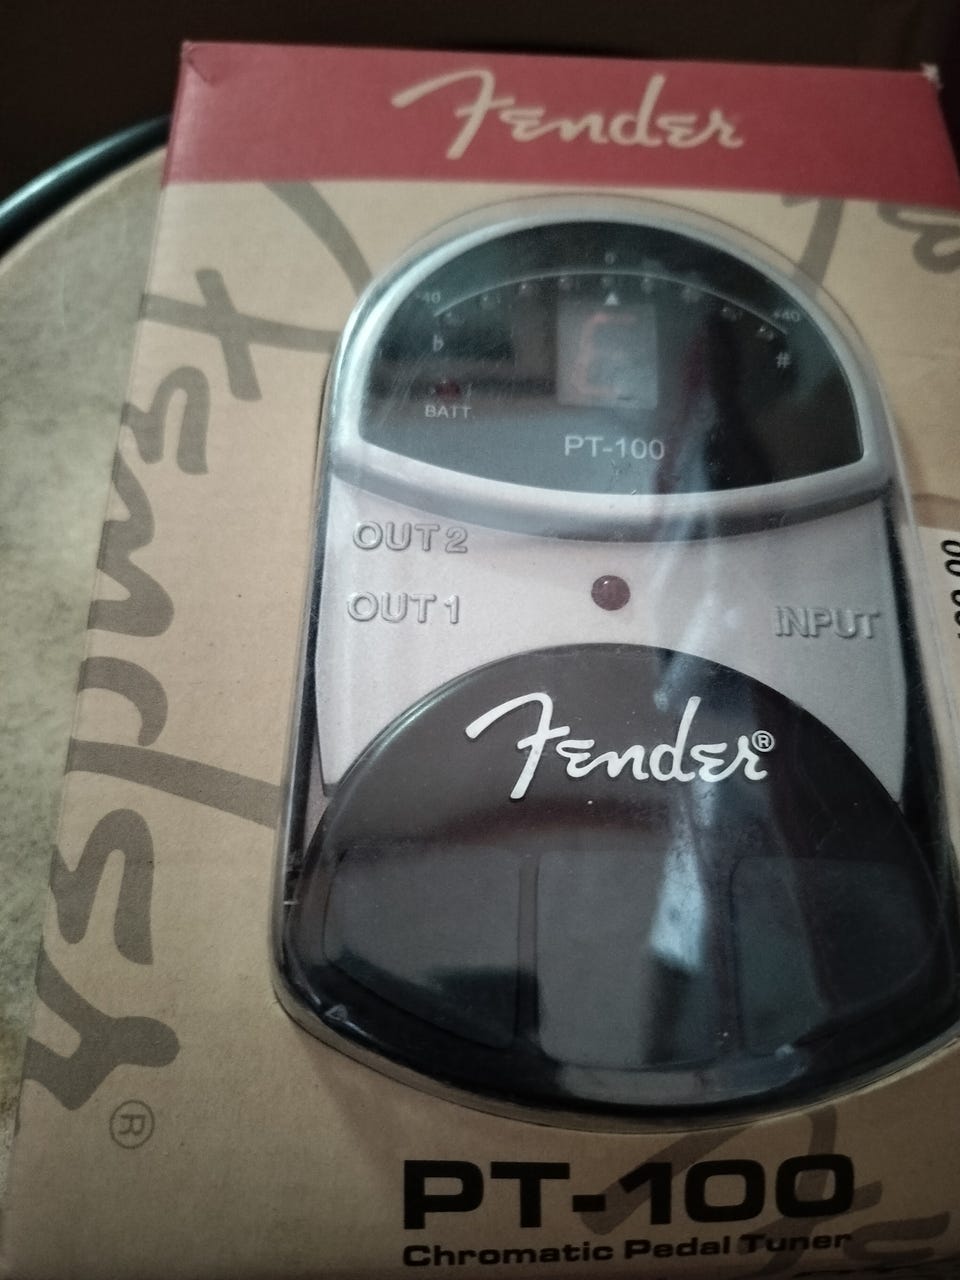 Fender
0
-40
+40
b
#
E
BATT.
PT-100
OUT 2
OUT 1
INPUT
Fender®
®
PT-100
Chromatic Pedal Tuner